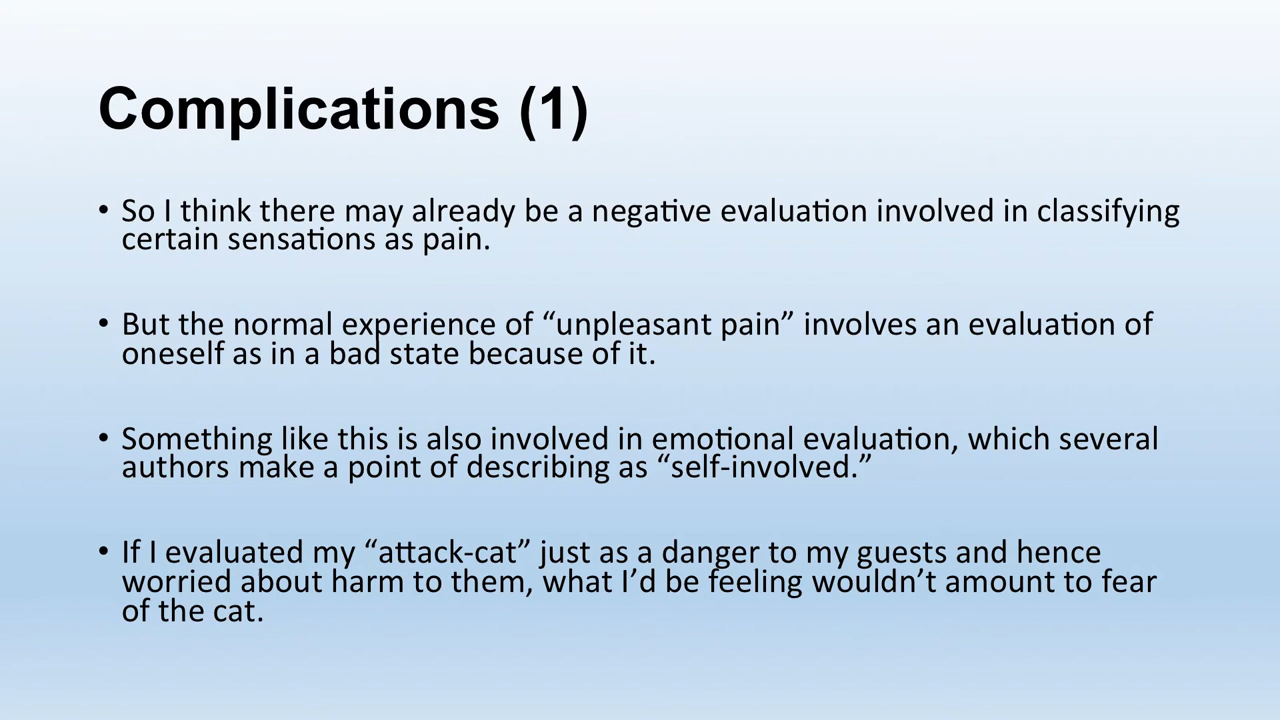 Complications (1)
• So I think there may already be a negative evaluation involved in classifying
certain sensations as pain.
• But the normal experience of “unpleasant pain” involves an evaluation of
oneself as in a bad state because of it.
• Something like this is also involved in emotional evaluation, which several
authors make a point of describing as “self-involved.”
• If I evaluated my “attack-cat” just as a danger to my guests and hence
worried about harm to them, what I’d be feeling wouldn’t amount to fear
of the cat.